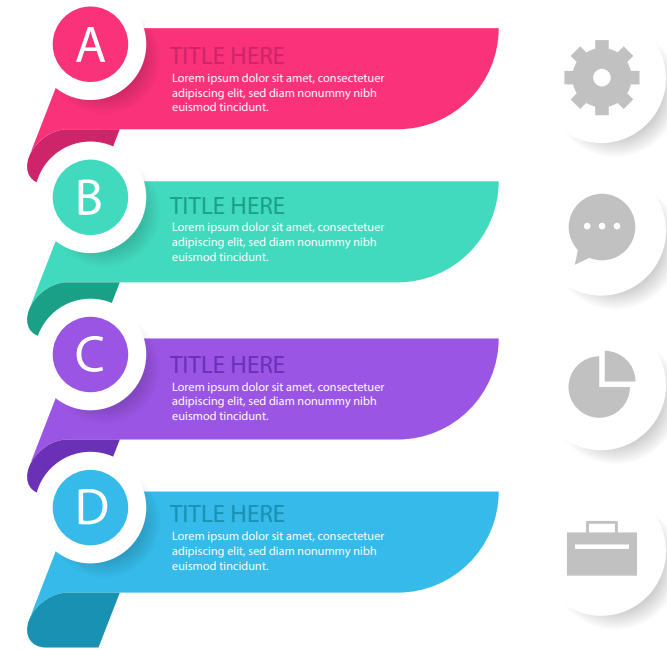 A
TITLE HERE
Lorem ipsum dolor sit amet, consectetuer
adipiscing elit, sed diam nonummy nibh
euismod tincidunt.
B
TITLE HERE
Lorem ipsum dolor sit amet, consectetuer
adipiscing elit, sed diam nonummy nibh
euismod tincidunt.
C
TITLE HERE
Lorem ipsum dolor sit amet, consectetuer
adipiscing elit, sed diam nonummy nibh
euismod tincidunt.
D
TITLE HERE
Lorem ipsum dolor sit amet, consectetuer
adipiscing elit, sed diam nonummy nibh
euismod tincidunt.